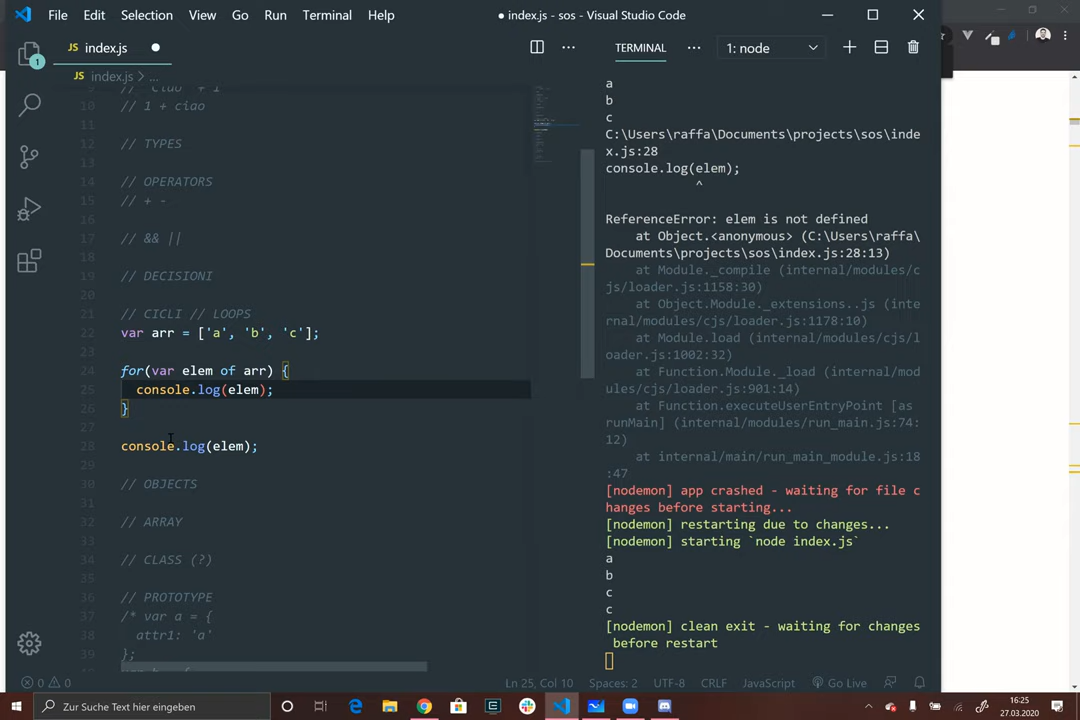 File Edit Selection View Go Run Terminal Help
● index.js - sos - Visual Studio Code
JS index.js ●
TERMINAL ··· 1: node
JS index.js > ...
9 // "Ciao" + 1
10 // 1 + ciao
11
12 // TYPES
13
14 // OPERATORS
15 // + -
16
17 // && ||
18
19 // DECISIONI
20
21 // CICLI // LOOPS
22 var arr = ['a', 'b', 'c'];
23
24 for(var elem of arr) {
25 console.log(elem);
26 }
27
28 console.log(elem);
29
30 // OBJECTS
31
32 // ARRAY
33
34 // CLASS (?)
35
36 // PROTOTYPE
37 /* var a = {
38 attr1: 'a'
39 };
a
b
c
C:\Users\raffa\Documents\projects\sos\inde
x.js:28
console.log(elem);
^
ReferenceError: elem is not defined
at Object.<anonymous> (C:\Users\raffa\
Documents\projects\sos\index.js:28:13)
at Module._compile (internal/modules/c
js/loader.js:1158:30)
at Object.Module._extensions..js (inte
rnal/modules/cjs/loader.js:1178:10)
at Module.load (internal/modules/cjs/l
oader.js:1002:32)
at Function.Module._load (internal/mod
ules/cjs/loader.js:901:14)
at Function.executeUserEntryPoint [as
runMain] (internal/modules/run_main.js:74:
12)
at internal/main/run_main_module.js:18
:47
[nodemon] app crashed - waiting for file c
hanges before starting...
[nodemon] restarting due to changes...
[nodemon] starting `node index.js`
a
b
c
c
[nodemon] clean exit - waiting for changes
before restart
1
0 0
Ln 25, Col 10 Spaces: 2 UTF-8 CRLF JavaScript Go Live
Zur Suche Text hier eingeben
16:25
27.03.2020